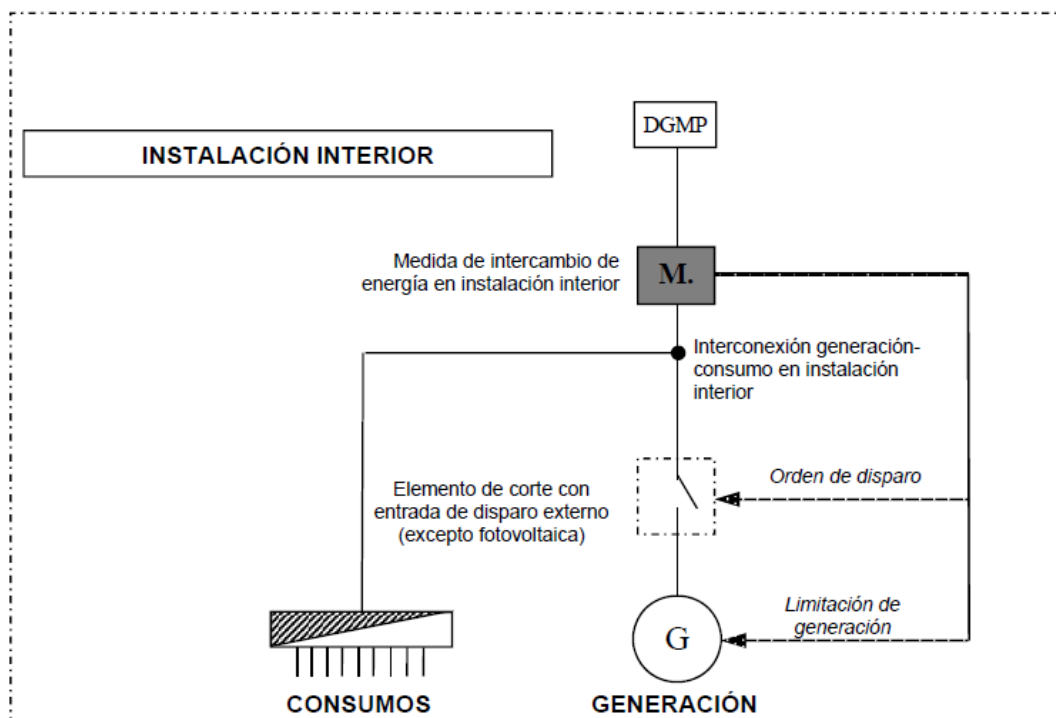 DGMP
INSTALACIÓN INTERIOR
Medida de intercambio de
energía en instalación interior
M.
Interconexión generación-
consumo en instalación
interior
Elemento de corte con
entrada de disparo externo
(excepto fotovoltaica)
Orden de disparo
Limitación de
generación
G
CONSUMOS
GENERACIÓN